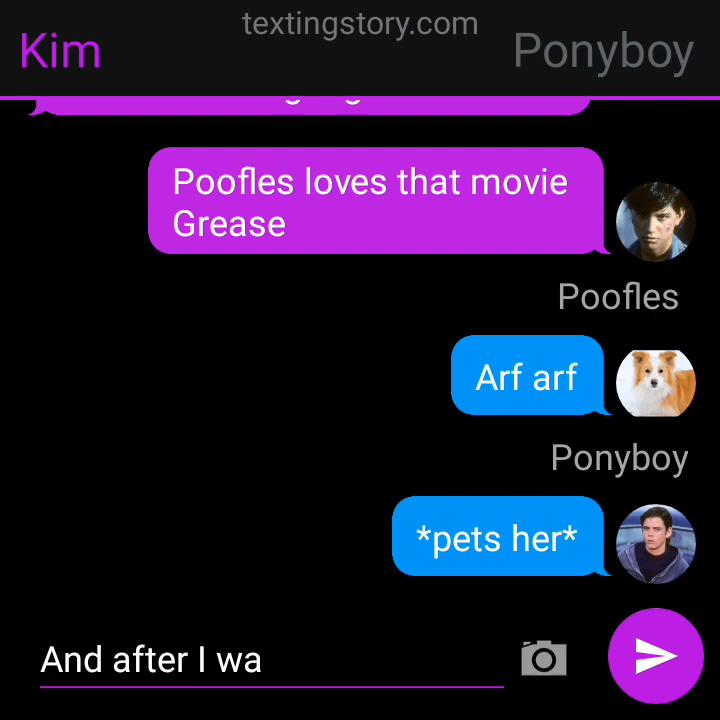 textingstory.com
Kim
Ponyboy
Poofles loves that movie
Grease
Poofles
Arf arf
Ponyboy
*pets her*
And after I wa